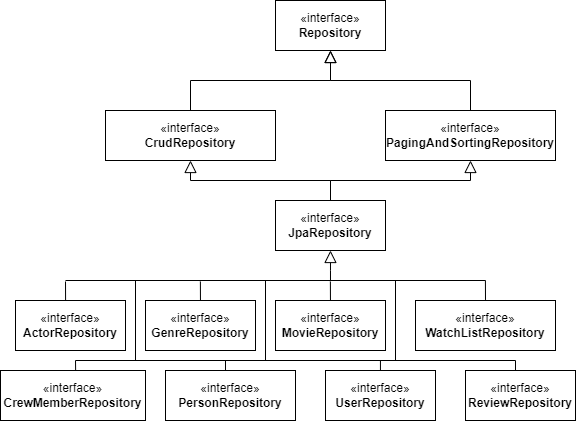 «interface»
Repository
«interface»
CrudRepository
«interface»
PagingAndSortingRepository
«interface»
JpaRepository
«interface»
ActorRepository
«interface»
GenreRepository
«interface»
MovieRepository
«interface»
WatchListRepository
«interface»
CrewMemberRepository
«interface»
PersonRepository
«interface»
UserRepository
«interface»
ReviewRepository